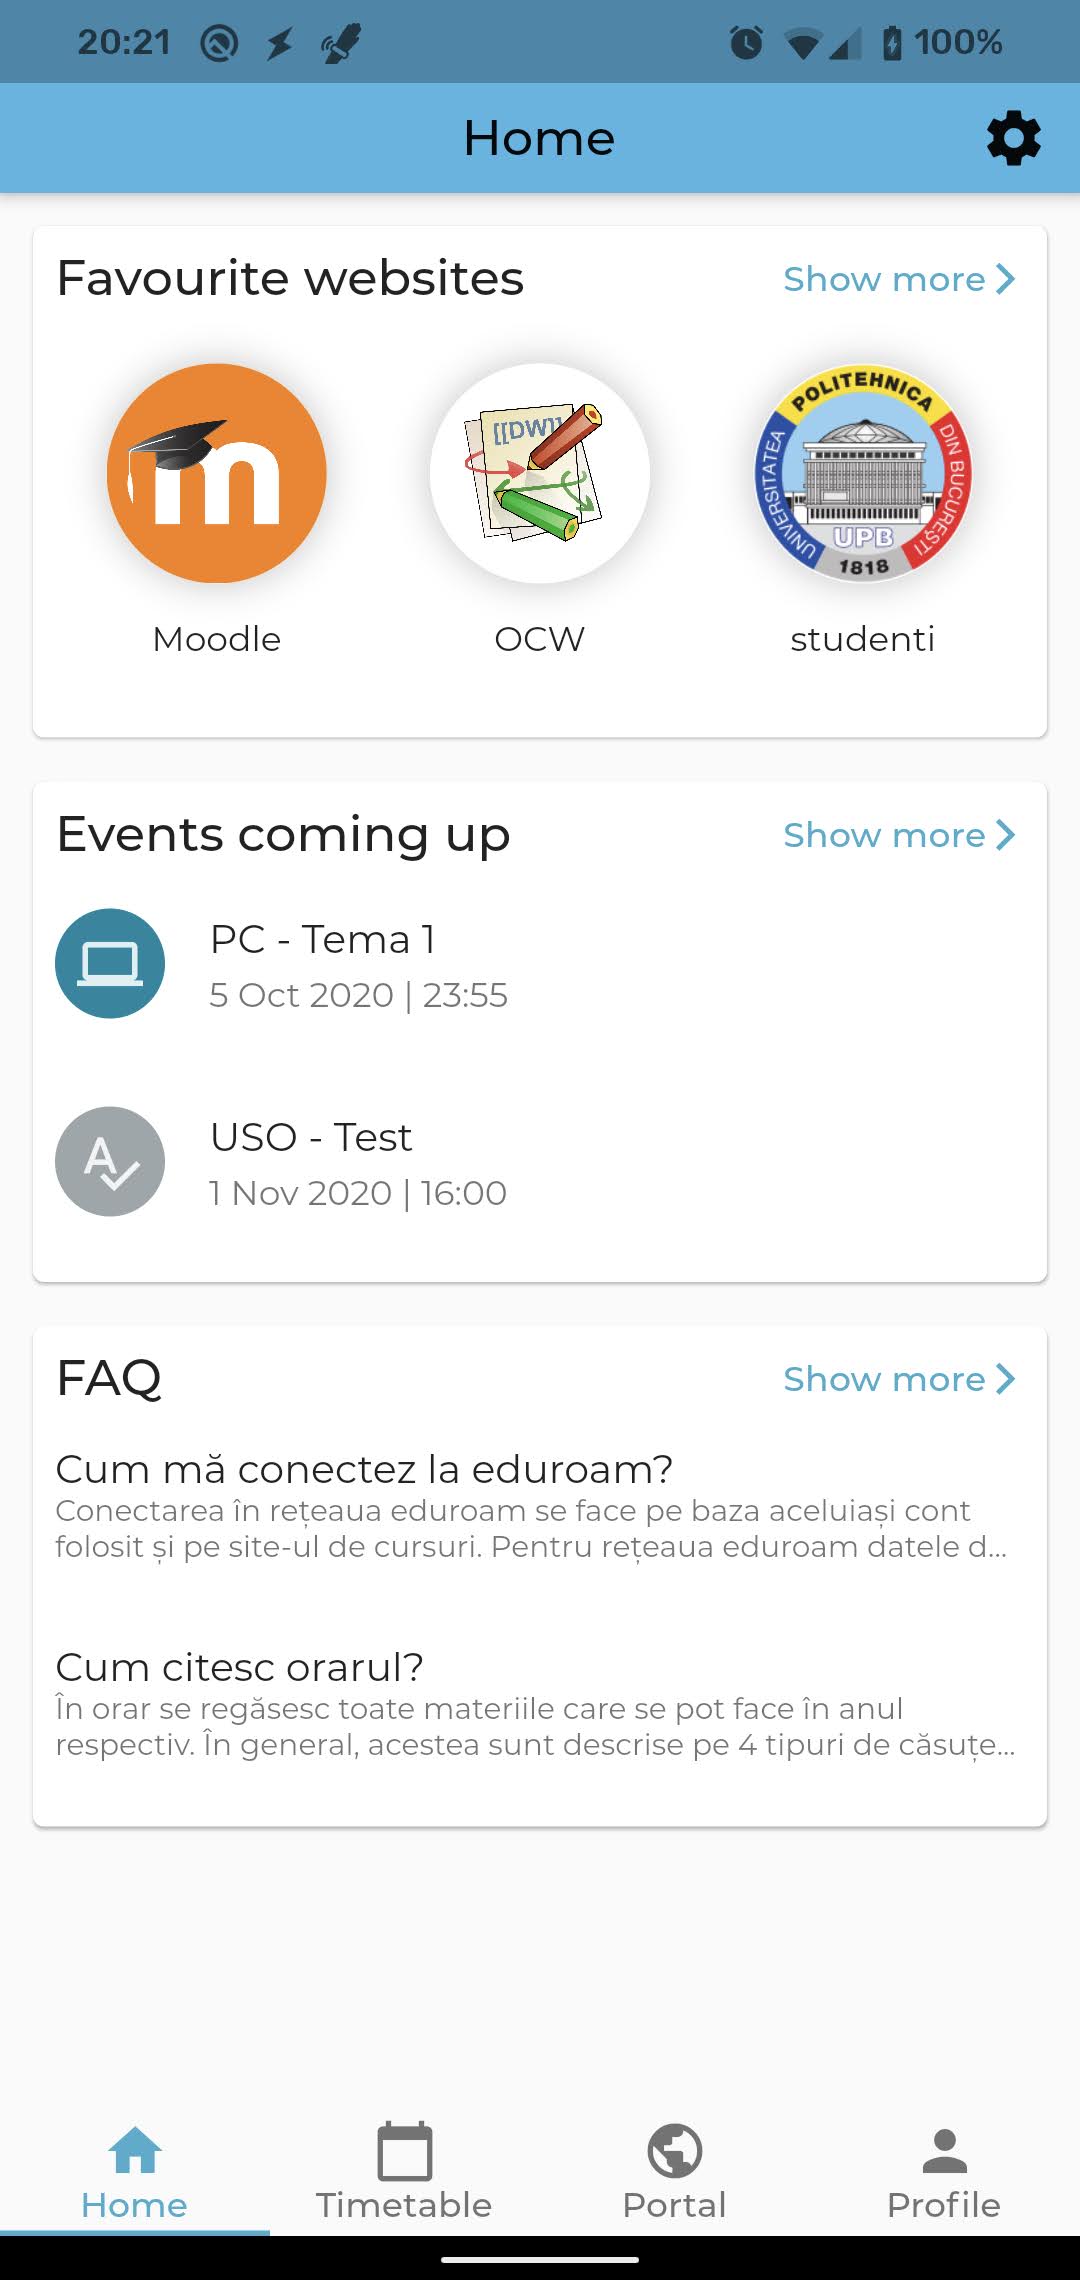 20:21
100%
Home
Favourite websites
Show more
m
[[DW]]
POLITEHNICA
UNIVERSITATEA
DIN BUCUREȘTI
UPB
1818
Moodle
OCW
studenti
Events coming up
Show more
PC - Tema 1
5 Oct 2020 | 23:55
A
USO - Test
1 Nov 2020 | 16:00
FAQ
Show more
Cum mă conectez la eduroam?
Conectarea în rețeaua eduroam se face pe baza aceluiași cont
folosit și pe site-ul de cursuri. Pentru rețeaua eduroam datele d...
Cum citesc orarul?
În orar se regăsesc toate materiile care se pot face în anul
respectiv. În general, acestea sunt descrise pe 4 tipuri de căsuțe...
Home
Timetable
Portal
Profile